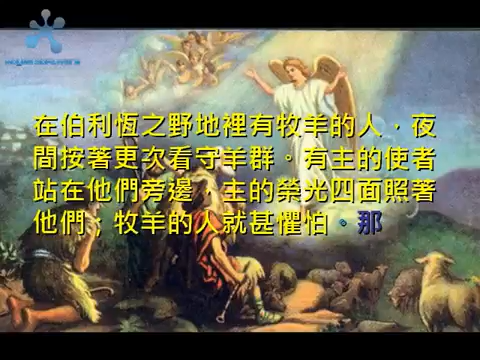 在伯利恆之野地裡有牧羊的人，夜
間按著更次看守羊群。有主的使者
站在他們旁邊，主的榮光四面照著
他們；牧羊的人就甚懼怕。那